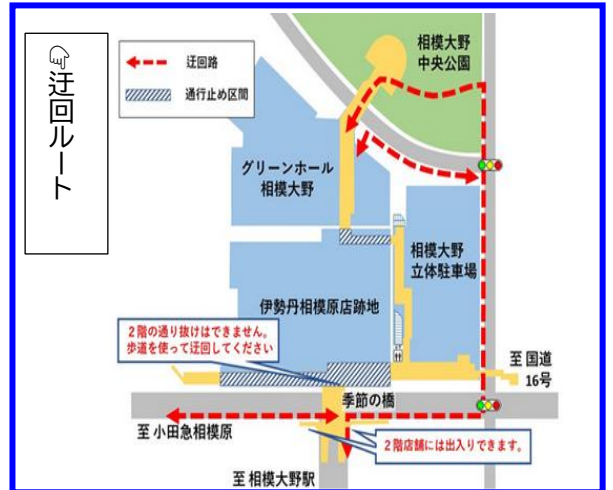 ☞迂回ルート
迂回路
通行止め区間
相模大野
中央公園
グリーンホール
相模大野
相模大野
立体駐車場
伊勢丹相模原店跡地
2階の通り抜けはできません。
歩道を使って迂回してください
至 国道
16号
季節の橋
至 小田急相模原
2階店舗には出入りできます。
至 相模大野駅